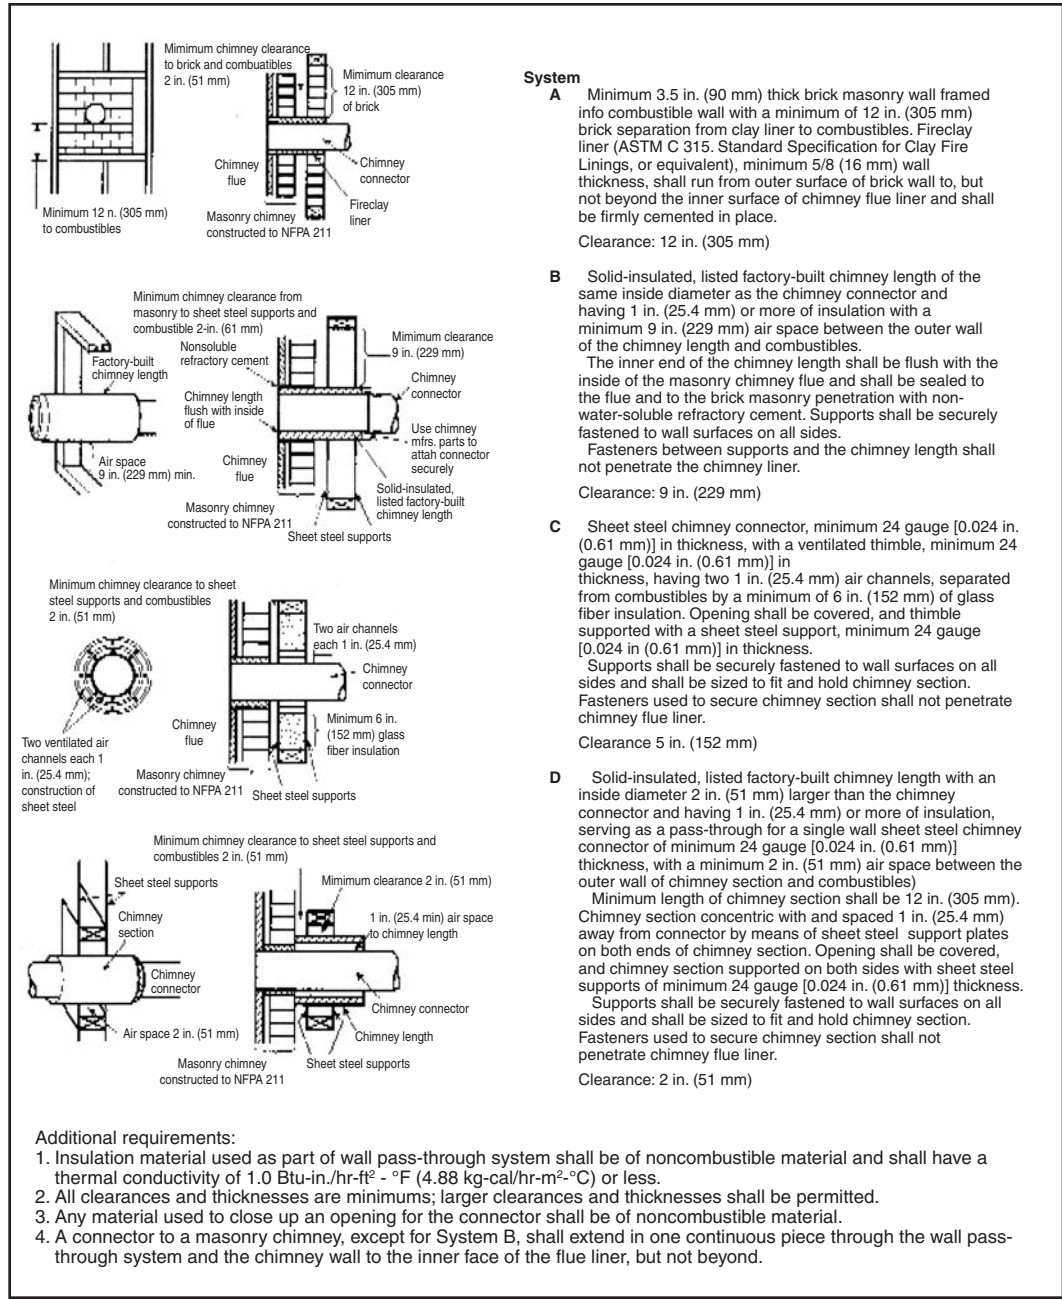 Mimimum chimney clearance
to brick and combuatibles
2 in. (51 mm)
Mimimum clearance
12 in. (305 mm)
of brick
Chimney
flue
Chimney
connector
Fireclay
liner
Masonry chimney
constructed to NFPA 211
Minimum 12 n. (305 mm)
to combustibles
Minimum chimney clearance from
masonry to sheet steel supports and
combustible 2-in. (61 mm)
Nonsoluble
refractory cement
Mimimum clearance
9 in. (229 mm)
Factory-built
chimney length
Chimney
connector
Chimney length
flush with inside
of flue
Use chimney
mfrs. parts to
attah connector
securely
Air space
9 in. (229 mm) min.
Chimney
flue
Solid-insulated,
listed factory-built
chimney length
Masonry chimney
constructed to NFPA 211
Sheet steel supports
Minimum chimney clearance to sheet
steel supports and combustibles
2 in. (51 mm)
Two air channels
each 1 in. (25.4 mm)
Chimney
connector
Chimney
flue
Minimum 6 in.
(152 mm) glass
fiber insulation
Two ventilated air
channels each 1
in. (25.4 mm);
construction of
sheet steel
Masonry chimney
constructed to NFPA 211
Sheet steel supports
Minimum chimney clearance to sheet steel supports and
combustibles 2 in. (51 mm)
Sheet steel supports
Mimimum clearance 2 in. (51 mm)
Chimney
section
1 in. (25.4 min) air space
to chimney length
Chimney
connector
Chimney connector
Air space 2 in. (51 mm)
Chimney length
Masonry chimney
constructed to NFPA 211
Sheet steel supports
System
A Minimum 3.5 in. (90 mm) thick brick masonry wall framed
info combustible wall with a minimum of 12 in. (305 mm)
brick separation from clay liner to combustibles. Fireclay
liner (ASTM C 315. Standard Specification for Clay Fire
Linings, or equivalent), minimum 5/8 (16 mm) wall
thickness, shall run from outer surface of brick wall to, but
not beyond the inner surface of chimney flue liner and shall
be firmly cemented in place.
Clearance: 12 in. (305 mm)
B Solid-insulated, listed factory-built chimney length of the
same inside diameter as the chimney connector and
having 1 in. (25.4 mm) or more of insulation with a
minimum 9 in. (229 mm) air space between the outer wall
of the chimney length and combustibles.
The inner end of the chimney length shall be flush with the
inside of the masonry chimney flue and shall be sealed to
the flue and to the brick masonry penetration with non-
water-soluble refractory cement. Supports shall be securely
fastened to wall surfaces on all sides.
Fasteners between supports and the chimney length shall
not penetrate the chimney liner.
Clearance: 9 in. (229 mm)
C Sheet steel chimney connector, minimum 24 gauge [0.024 in.
(0.61 mm)] in thickness, with a ventilated thimble, minimum 24
gauge [0.024 in. (0.61 mm)] in
thickness, having two 1 in. (25.4 mm) air channels, separated
from combustibles by a minimum of 6 in. (152 mm) of glass
fiber insulation. Opening shall be covered, and thimble
supported with a sheet steel support, minimum 24 gauge
[0.024 in (0.61 mm)] in thickness.
Supports shall be securely fastened to wall surfaces on all
sides and shall be sized to fit and hold chimney section.
Fasteners used to secure chimney section shall not penetrate
chimney flue liner.
Clearance 5 in. (152 mm)
D Solid-insulated, listed factory-built chimney length with an
inside diameter 2 in. (51 mm) larger than the chimney
connector and having 1 in. (25.4 mm) or more of insulation,
serving as a pass-through for a single wall sheet steel chimney
connector of minimum 24 gauge [0.024 in. (0.61 mm)]
thickness, with a minimum 2 in. (51 mm) air space between the
outer wall of chimney section and combustibles)
Minimum length of chimney section shall be 12 in. (305 mm).
Chimney section concentric with and spaced 1 in. (25.4 mm)
away from connector by means of sheet steel support plates
on both ends of chimney section. Opening shall be covered,
and chimney section supported on both sides with sheet steel
supports of minimum 24 gauge [0.024 in. (0.61 mm)] thickness.
Supports shall be securely fastened to wall surfaces on all
sides and shall be sized to fit and hold chimney section.
Fasteners used to secure chimney section shall not
penetrate chimney flue liner.
Clearance: 2 in. (51 mm)
Additional requirements:
1. Insulation material used as part of wall pass-through system shall be of noncombustible material and shall have a
thermal conductivity of 1.0 Btu-in./hr-ft² - °F (4.88 kg-cal/hr-m²-°C) or less.
2. All clearances and thicknesses are minimums; larger clearances and thicknesses shall be permitted.
3. Any material used to close up an opening for the connector shall be of noncombustible material.
4. A connector to a masonry chimney, except for System B, shall extend in one continuous piece through the wall pass-
through system and the chimney wall to the inner face of the flue liner, but not beyond.